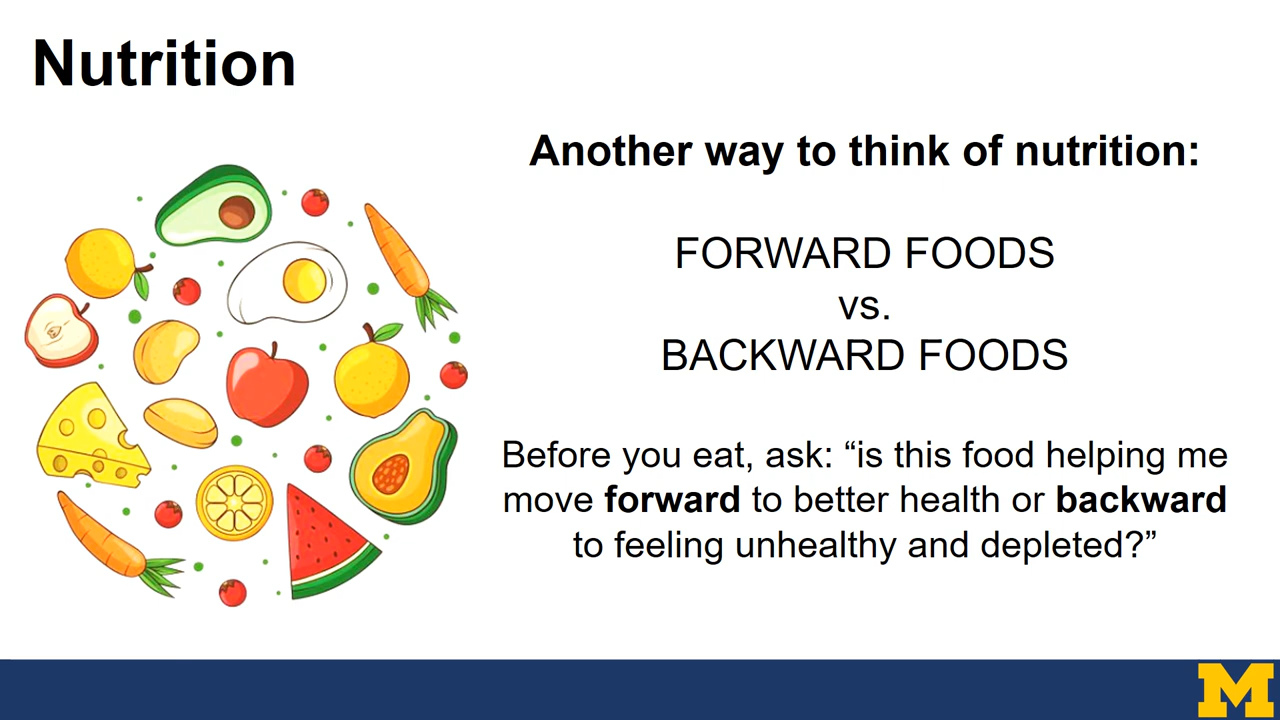 Nutrition
Another way to think of nutrition:
FORWARD FOODS
vs.
BACKWARD FOODS
Before you eat, ask: “is this food helping me
move forward to better health or backward
to feeling unhealthy and depleted?”
M